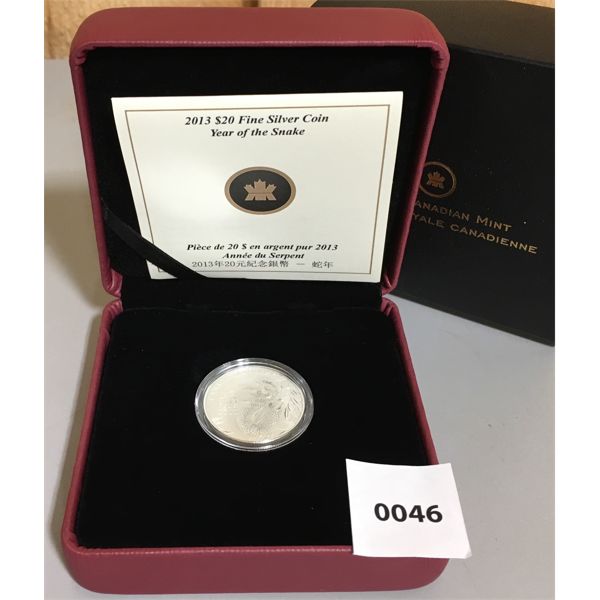 2013 $20 Fine Silver Coin
Year of the Snake
Pièce de 20 $ en argent pur 2013
Année du Serpent
2013年20元紀念銀幣 — 蛇年
CANADIAN MINT
YALE CANADIENNE
0046